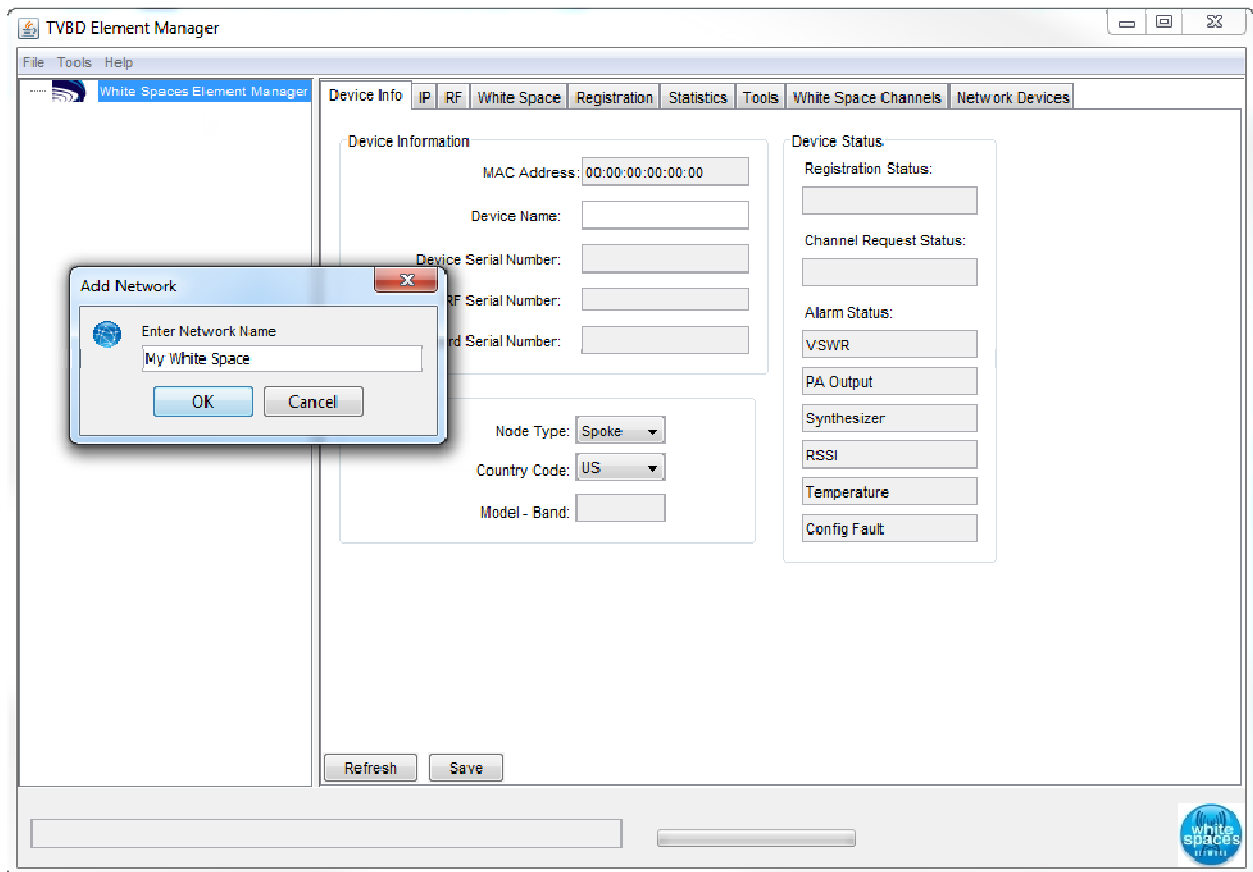 TVBD Element Manager
File Tools Help
White Spaces Element Manager
Device Info IP RF White Space Registration Statistics Tools White Space Channels Network Devices
Device Information
MAC Address: 00:00:00:00:00:00
Device Name:
Device Serial Number:
RF Serial Number:
rd Serial Number:
Node Type: Spoke
Country Code: US
Model - Band:
Device Status
Registration Status:
Channel Request Status:
Alarm Status:
VSWR
PA Output
Synthesizer
RSSI
Temperature
Config Fault
Add Network
Enter Network Name
My White Space
OK Cancel
Refresh Save
white
spaces
NETWORK